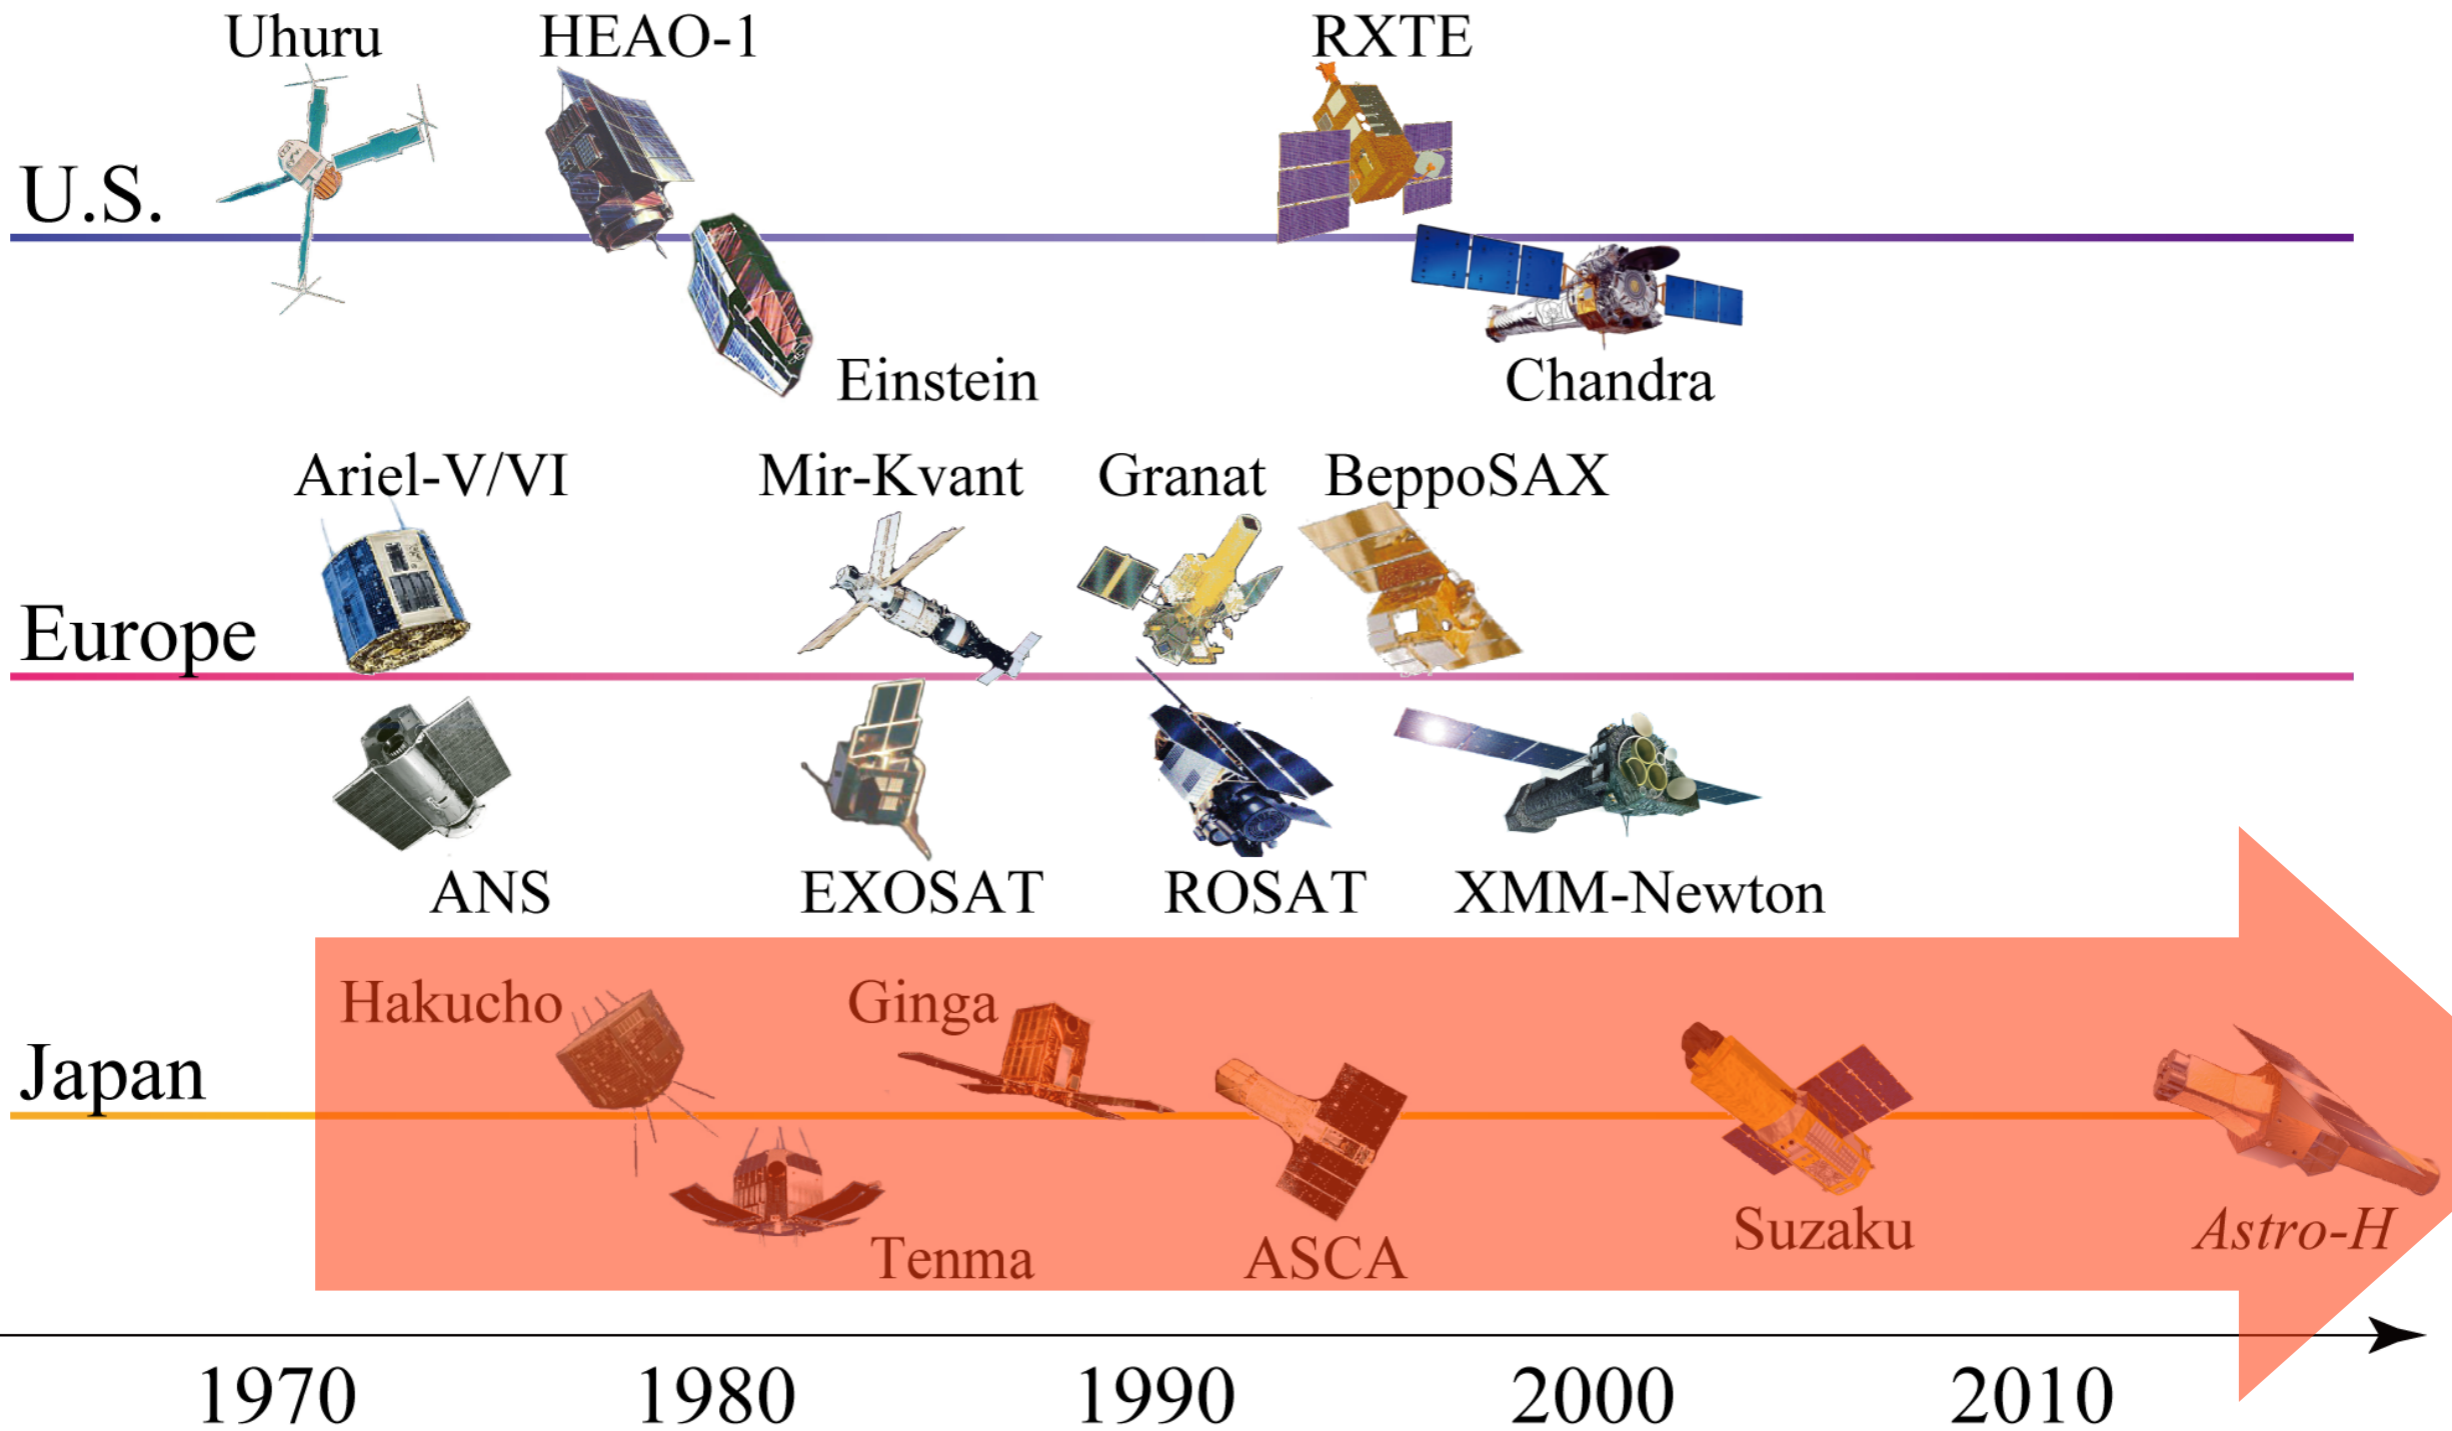 Uhuru HEAO-1 RXTE
U.S.
Einstein Chandra
Ariel-V/VI Mir-Kvant Granat BeppoSAX
Europe
ANS EXOSAT ROSAT XMM-Newton
Hakucho Ginga
Japan
Suzaku Astro-H
Tenma ASCA
1970 1980 1990 2000 2010